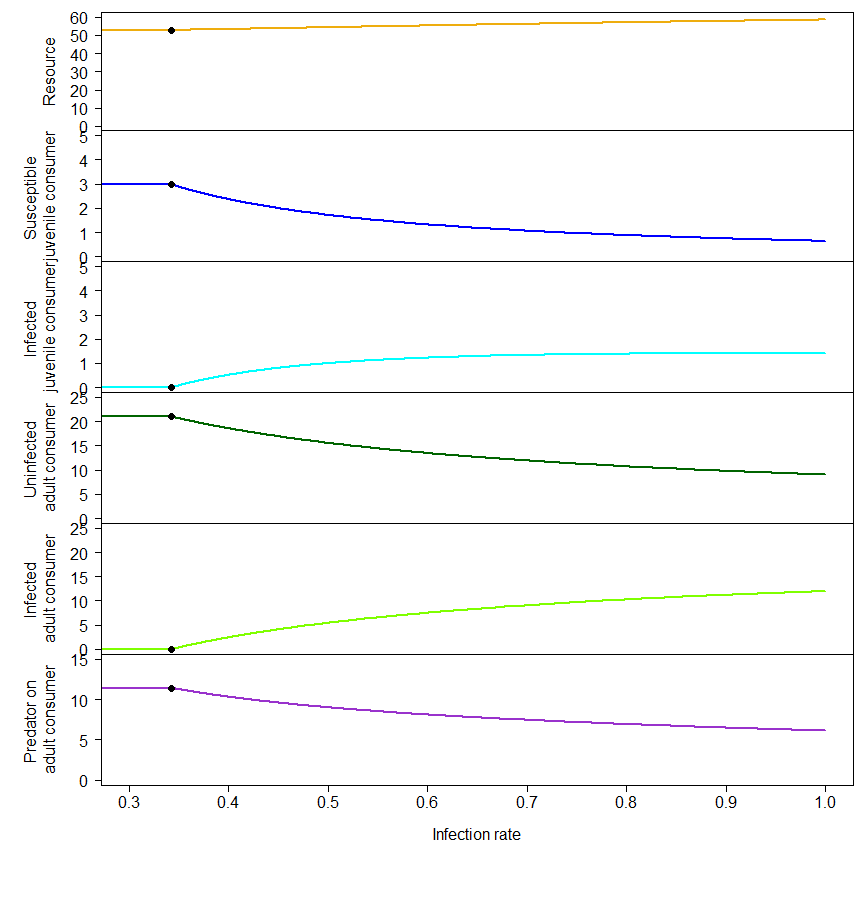 Resource
60
50
40
30
20
10
0
Susceptible
juvenile consumer
5
4
3
2
1
0
Infected
juvenile consumer
5
4
3
2
1
0
Uninfected
adult consumer
25
20
15
10
5
0
Infected
adult consumer
25
20
15
10
5
0
Predator on
adult consumer
15
10
5
0
0.3 0.4 0.5 0.6 0.7 0.8 0.9 1.0
Infection rate